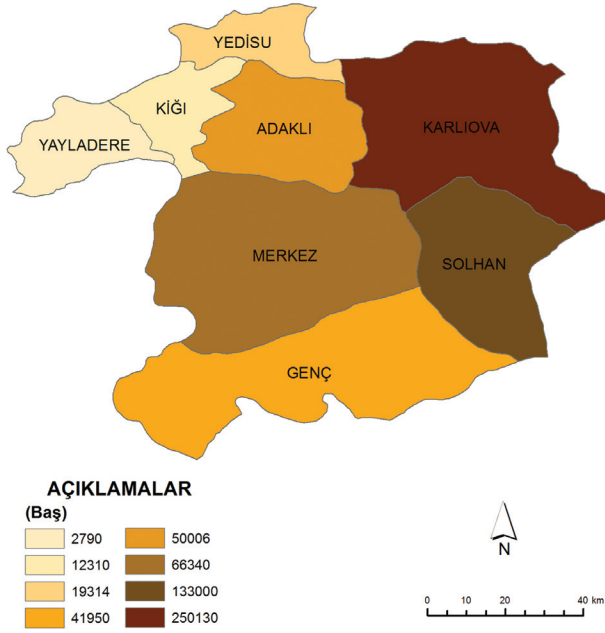 YEDİSU
KİĞI
ADAKLI
KARLIOVA
YAYLADERE
MERKEZ
SOLHAN
GENÇ
AÇIKLAMALAR
(Baş)
2790
12310
19314
41950
50006
66340
133000
250130
N
0 10 20 40 km